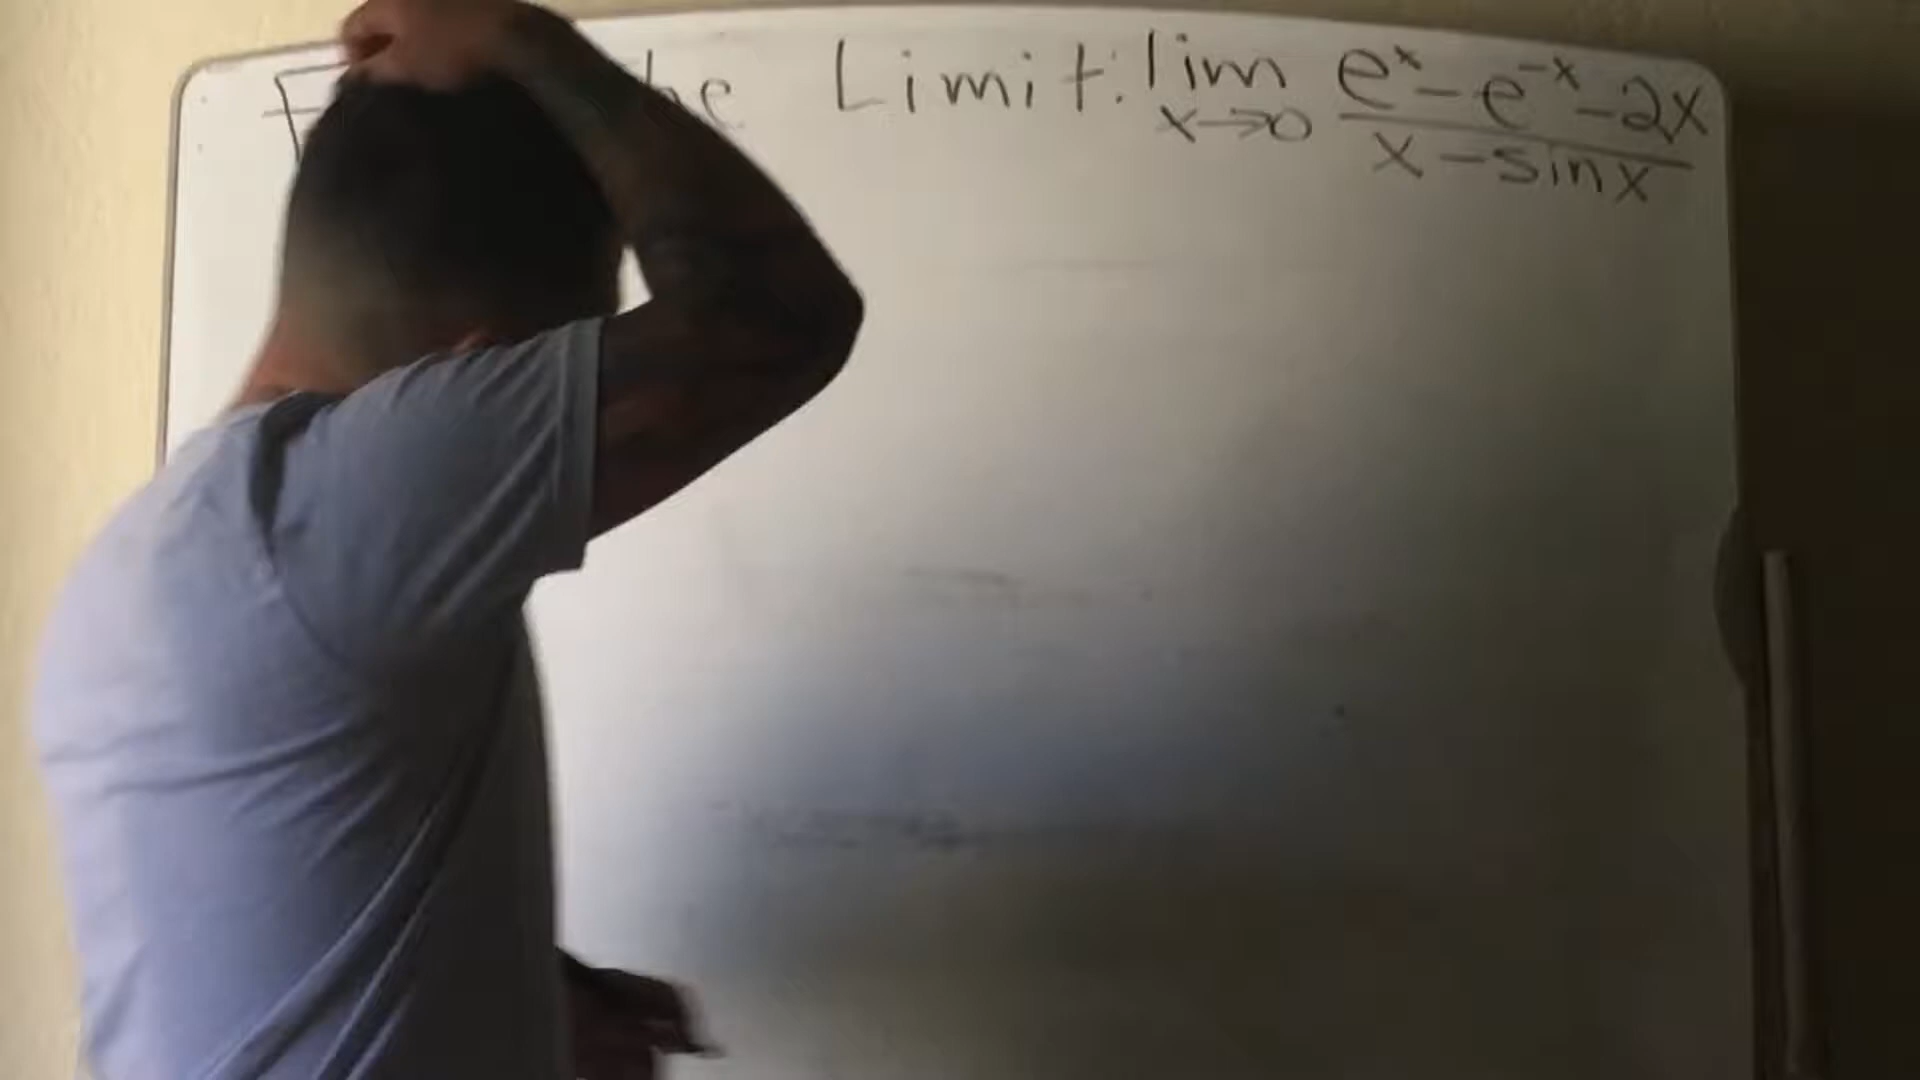 Limit: lim x→0 (e^x - e^-x - 2x)/(x - sin x)